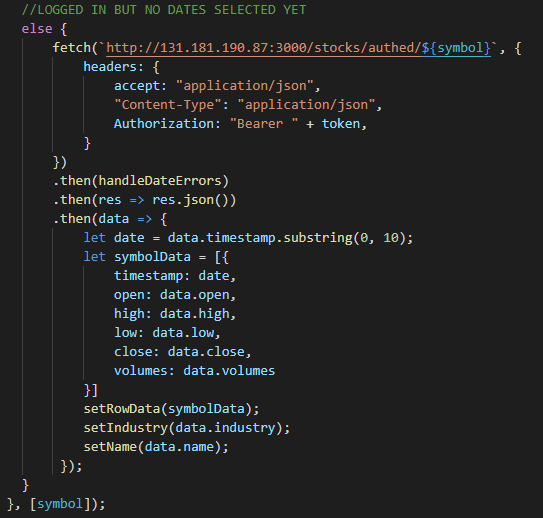 //LOGGED IN BUT NO DATES SELECTED YET
else {
fetch(`http://131.181.190.87:3000/stocks/authed/${symbol}`, {
headers: {
accept: "application/json",
"Content-Type": "application/json",
Authorization: "Bearer " + token,
}
})
.then(handleDateErrors)
.then(res => res.json())
.then(data => {
let date = data.timestamp.substring(0, 10);
let symbolData = [{
timestamp: date,
open: data.open,
high: data.high,
low: data.low,
close: data.close,
volumes: data.volumes
}]
setRowData(symbolData);
setIndustry(data.industry);
setName(data.name);
});
}
}, [symbol]);